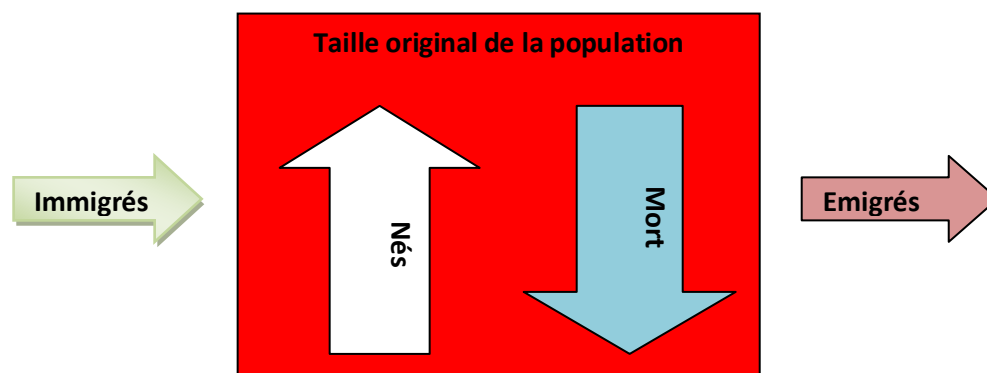 Taille original de la population
Immigrés
Nés
Mort
Emigrés